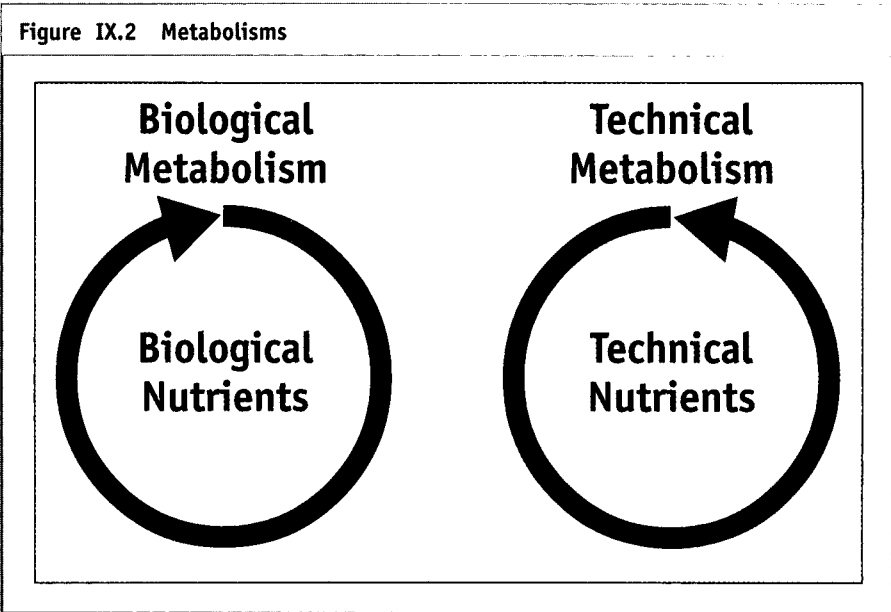 Figure IX.2 Metabolisms
Biological
Metabolism
Biological
Nutrients
Technical
Metabolism
Technical
Nutrients